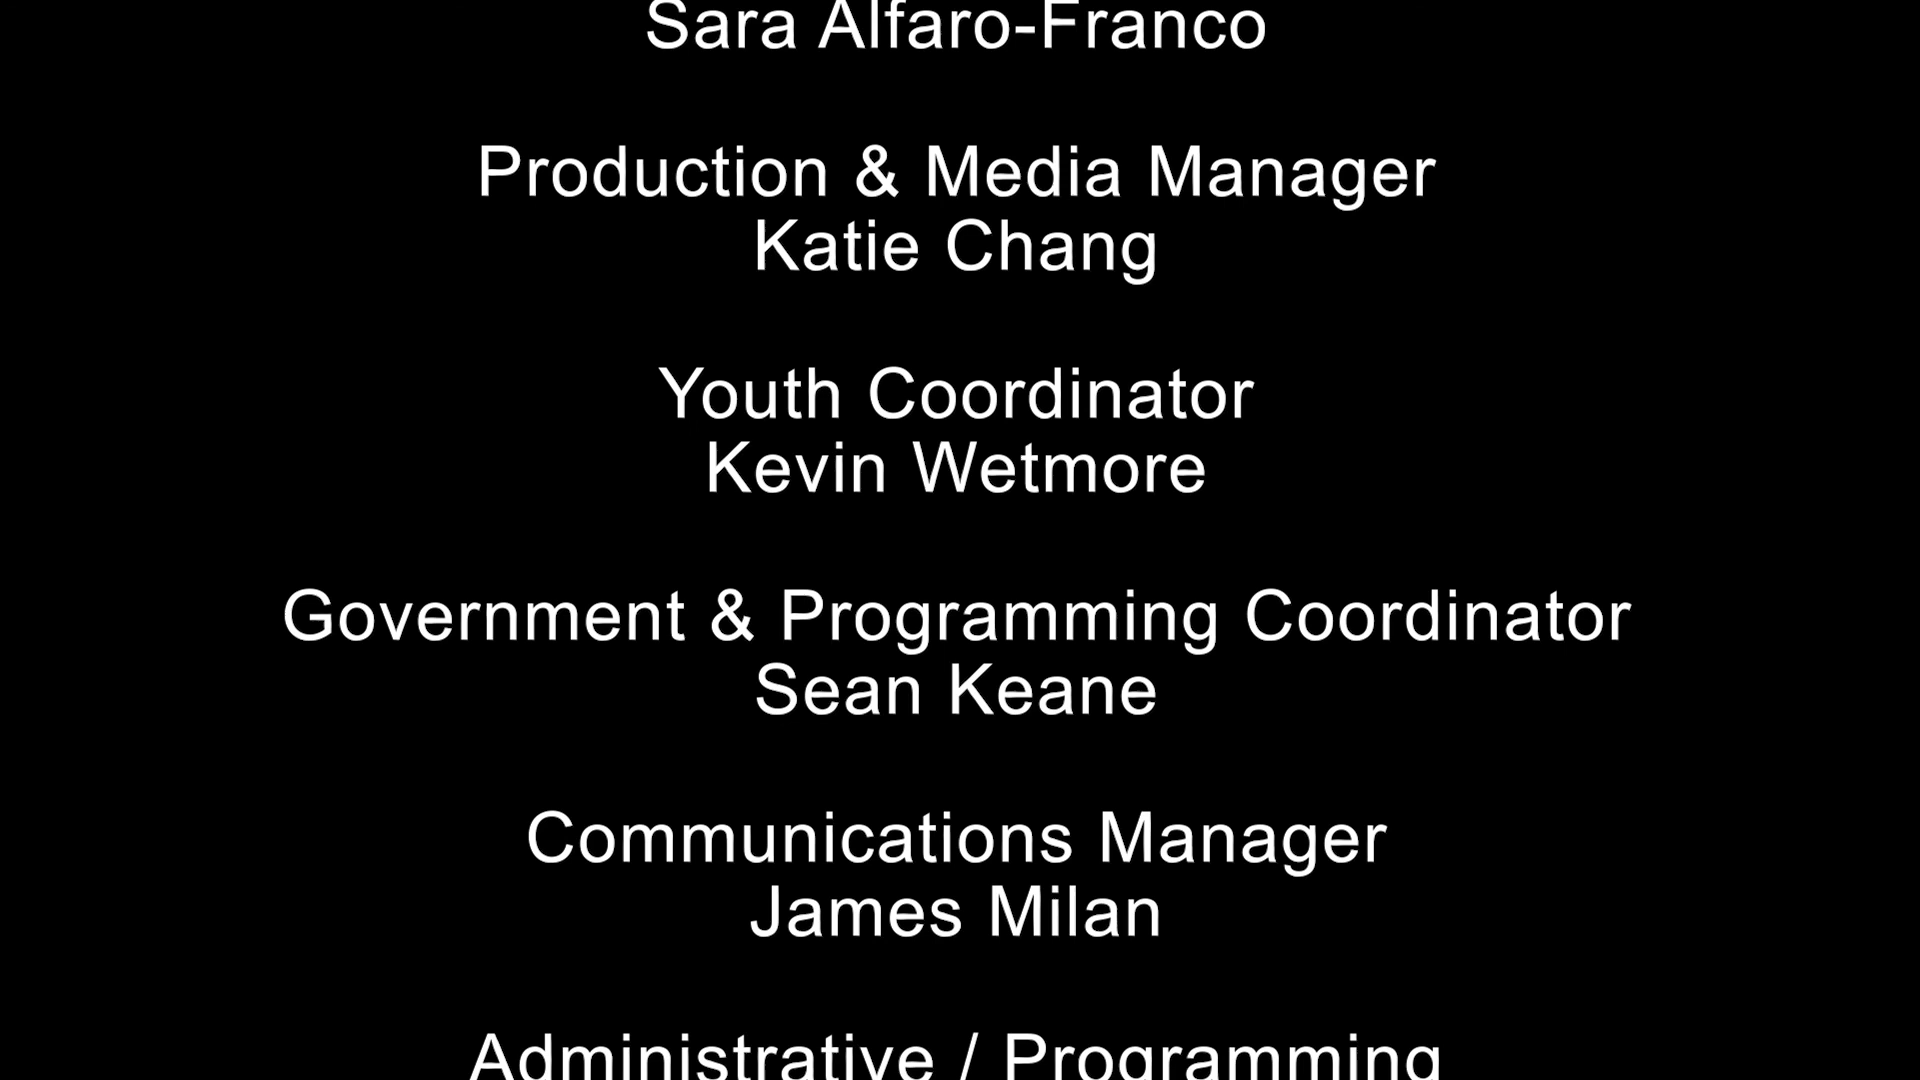 Sara Alfaro-Franco
Production & Media Manager
Katie Chang
Youth Coordinator
Kevin Wetmore
Government & Programming Coordinator
Sean Keane
Communications Manager
James Milan
Administrative / Programming